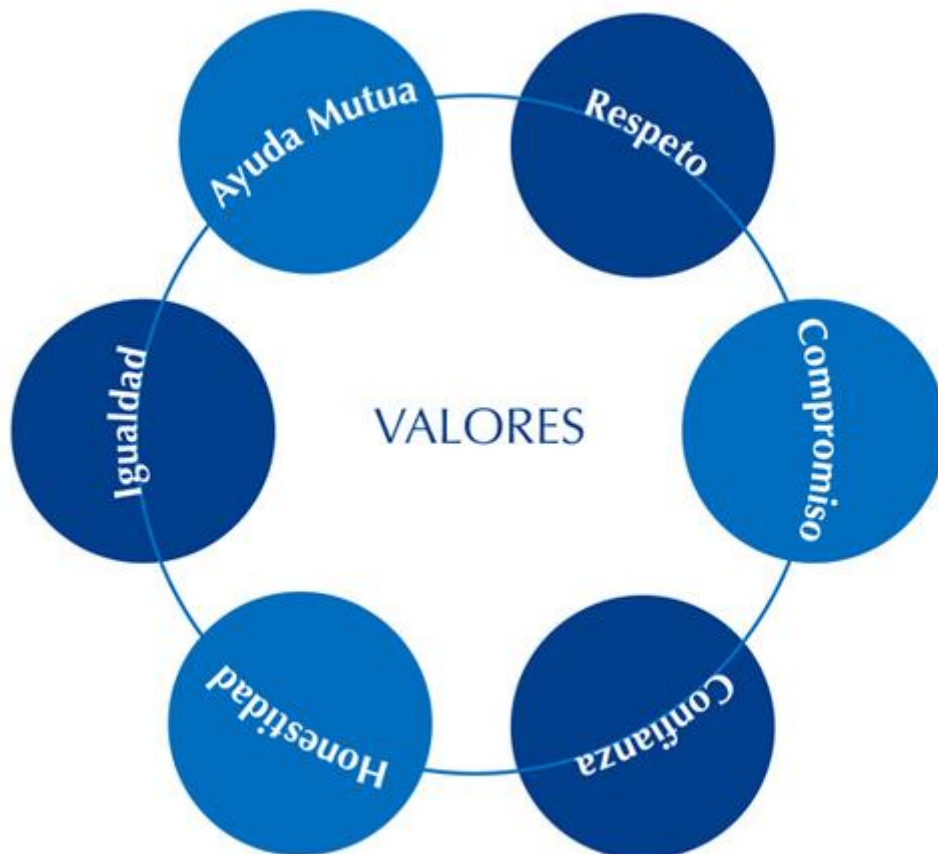 Ayuda Mutua
Respeto
Compromiso
Confianza
Honestidad
Igualdad
VALORES